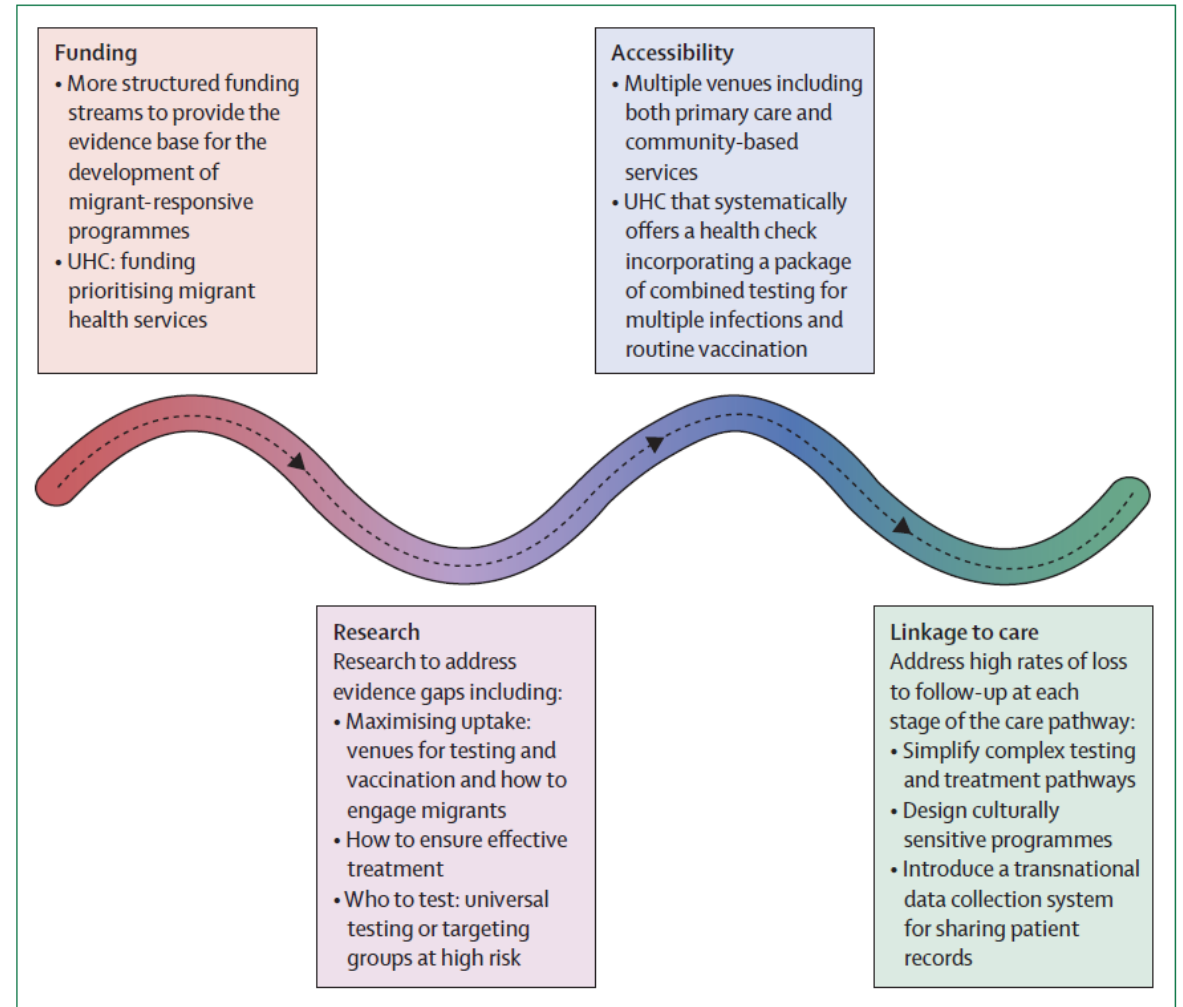 Funding
• More structured funding
streams to provide the
evidence base for the
development of
migrant-responsive
programmes
• UHC: funding
prioritising migrant
health services
Accessibility
• Multiple venues including
both primary care and
community-based
services
• UHC that systematically
offers a health check
incorporating a package
of combined testing for
multiple infections and
routine vaccination
Research
Research to address
evidence gaps including:
• Maximising uptake:
venues for testing and
vaccination and how to
engage migrants
• How to ensure effective
treatment
• Who to test: universal
testing or targeting
groups at high risk
Linkage to care
Address high rates of loss
to follow-up at each
stage of the care pathway:
• Simplify complex testing
and treatment pathways
• Design culturally
sensitive programmes
• Introduce a transnational
data collection system
for sharing patient
records